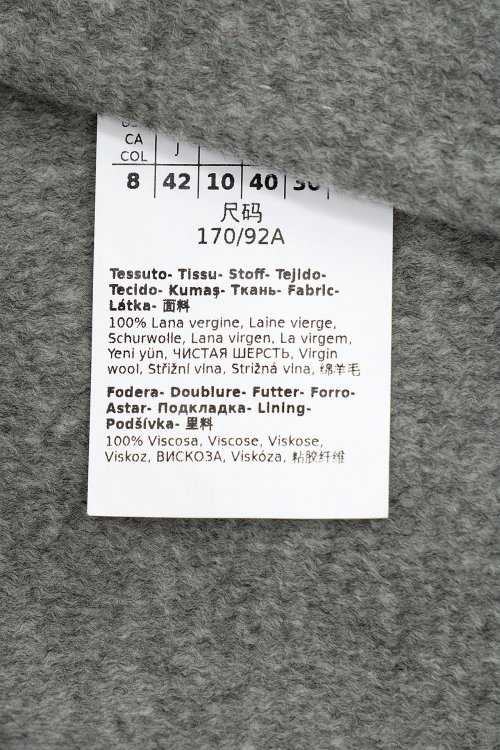 CA J
COL
8 42 10 40
尺码
170/92A
Tessuto- Tissu- Stoff- Tejido-
Tecido- Kumaş- Ткань- Fabric-
Látka- 面料
100% Lana vergine, Laine vierge,
Schurwolle, Lana virgen, La virgem,
Yeni yün, ЧИСТАЯ ШЕРСТЬ, Virgin
wool, Střižní vlna, Strižná vlna, 绵羊毛
Fodera- Doublure- Futter- Forro-
Astar- Подкладка- Lining-
Podšívka- 里料
100% Viscosa, Viscose, Viskose,
Viskoz, ВИСКОЗА, Viskóza, 粘胶纤维